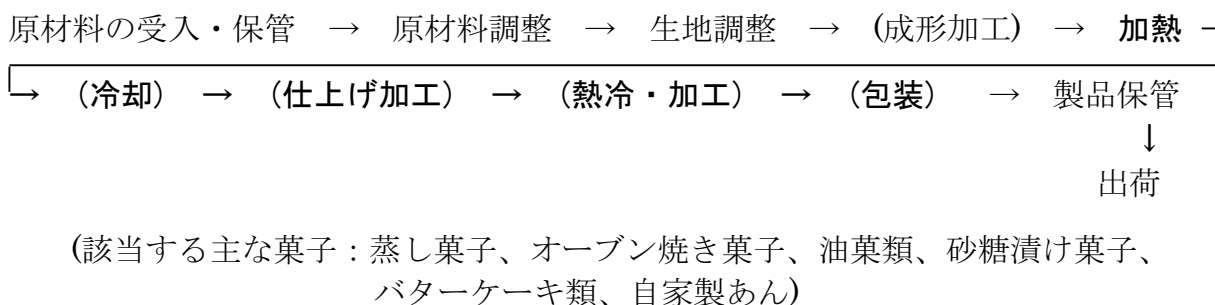 原材料の受入・保管 → 原材料調整 → 生地調整 → (成形加工) → 加熱
→ (冷却) → (仕上げ加工) → (熱冷・加工) → (包装) → 製品保管
↓
出荷
(該当する主な菓子：蒸し菓子、オーブン焼き菓子、油菓類、砂糖漬け菓子、
バターケーキ類、自家製あん)